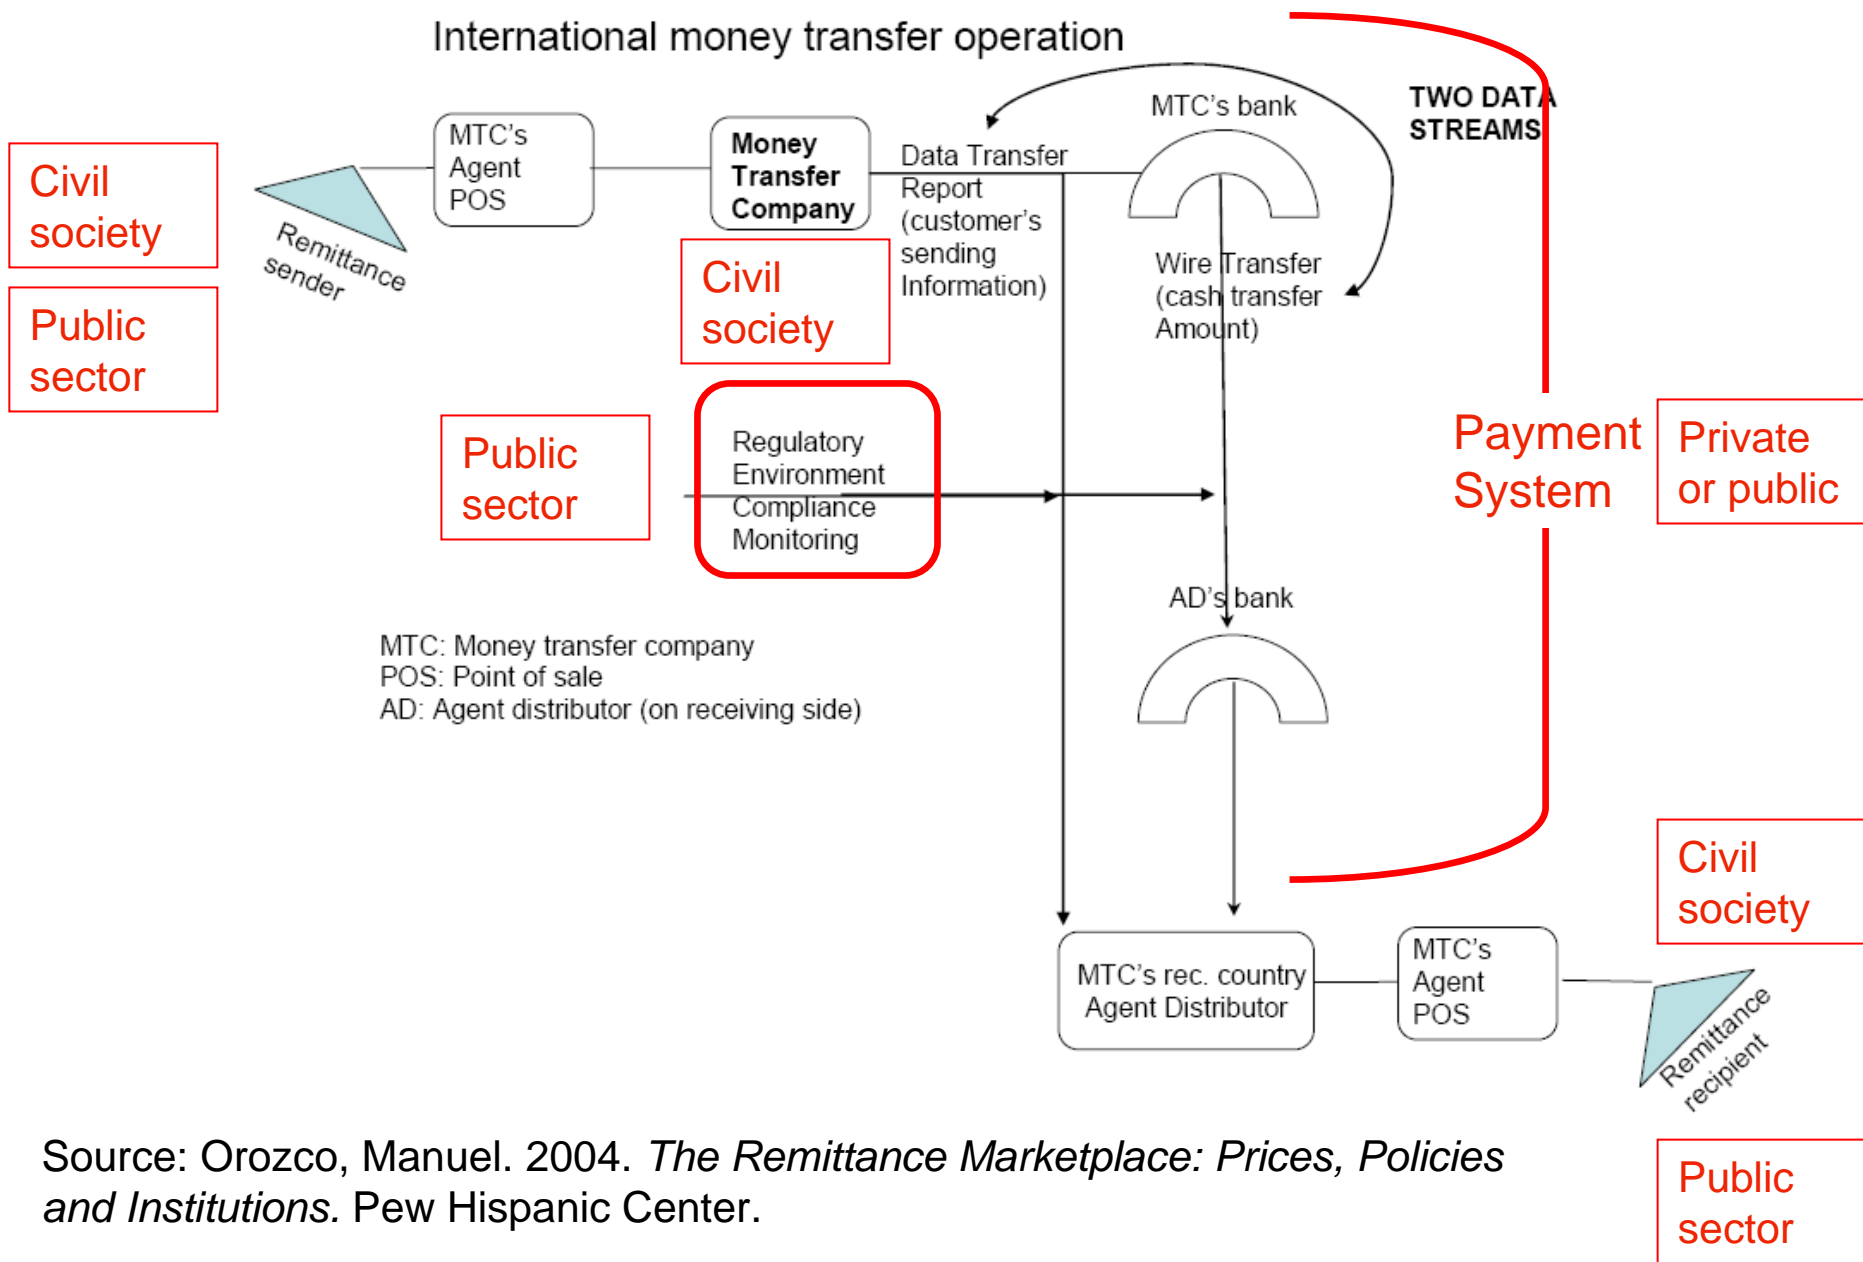 International money transfer operation
TWO DATA
STREAMS
MTC's bank
MTC's
Agent
POS
Money
Transfer
Company
Data Transfer
Report
(customer's
sending
Information)
Civil
society
Remittance
sender
Public
sector
Civil
society
Wire Transfer
(cash transfer
Amount)
Public
sector
Regulatory
Environment
Compliance
Monitoring
Payment
System
Private
or public
AD's bank
MTC: Money transfer company
POS: Point of sale
AD: Agent distributor (on receiving side)
Civil
society
MTC's rec. country
Agent Distributor
MTC's
Agent
POS
Remittance
recipient
Source: Orozco, Manuel. 2004. The Remittance Marketplace: Prices, Policies
and Institutions. Pew Hispanic Center.
Public
sector